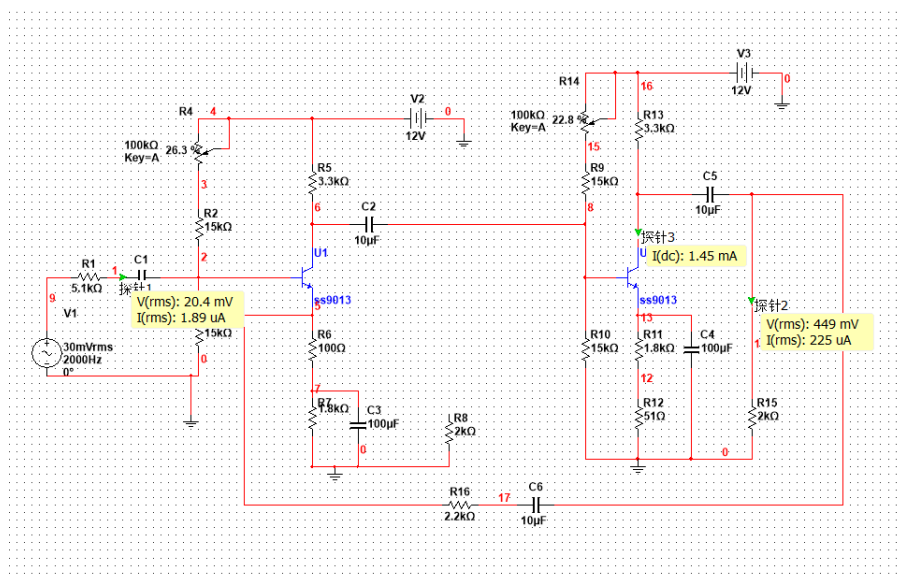 V3
R14
16
0
12V
R4
4
V2
0
100kΩ
Key=A
22.8 %
R13
3.3kΩ
12V
100kΩ
Key=A
26.3 %
15
R5
3.3kΩ
R9
15kΩ
C5
3
10μF
R2
15kΩ
6
C2
8
10μF
探针3
I(dc): 1.45 mA
2
U1
U
R1
1
C1
5.1kΩ
探针1
V(rms): 20.4 mV
I(rms): 1.89 uA
9
ss9013
ss9013
探针2
V(rms): 449 mV
I(rms): 225 uA
V1
5
13
15kΩ
R6
100Ω
R10
15kΩ
R11
1.8kΩ
C4
100μF
1
30mVrms
2000Hz
0°
0
7
12
R7
1.8kΩ
C3
100μF
R8
2kΩ
R12
51Ω
R15
2kΩ
0
0
R16
2.2kΩ
17
C6
10μF